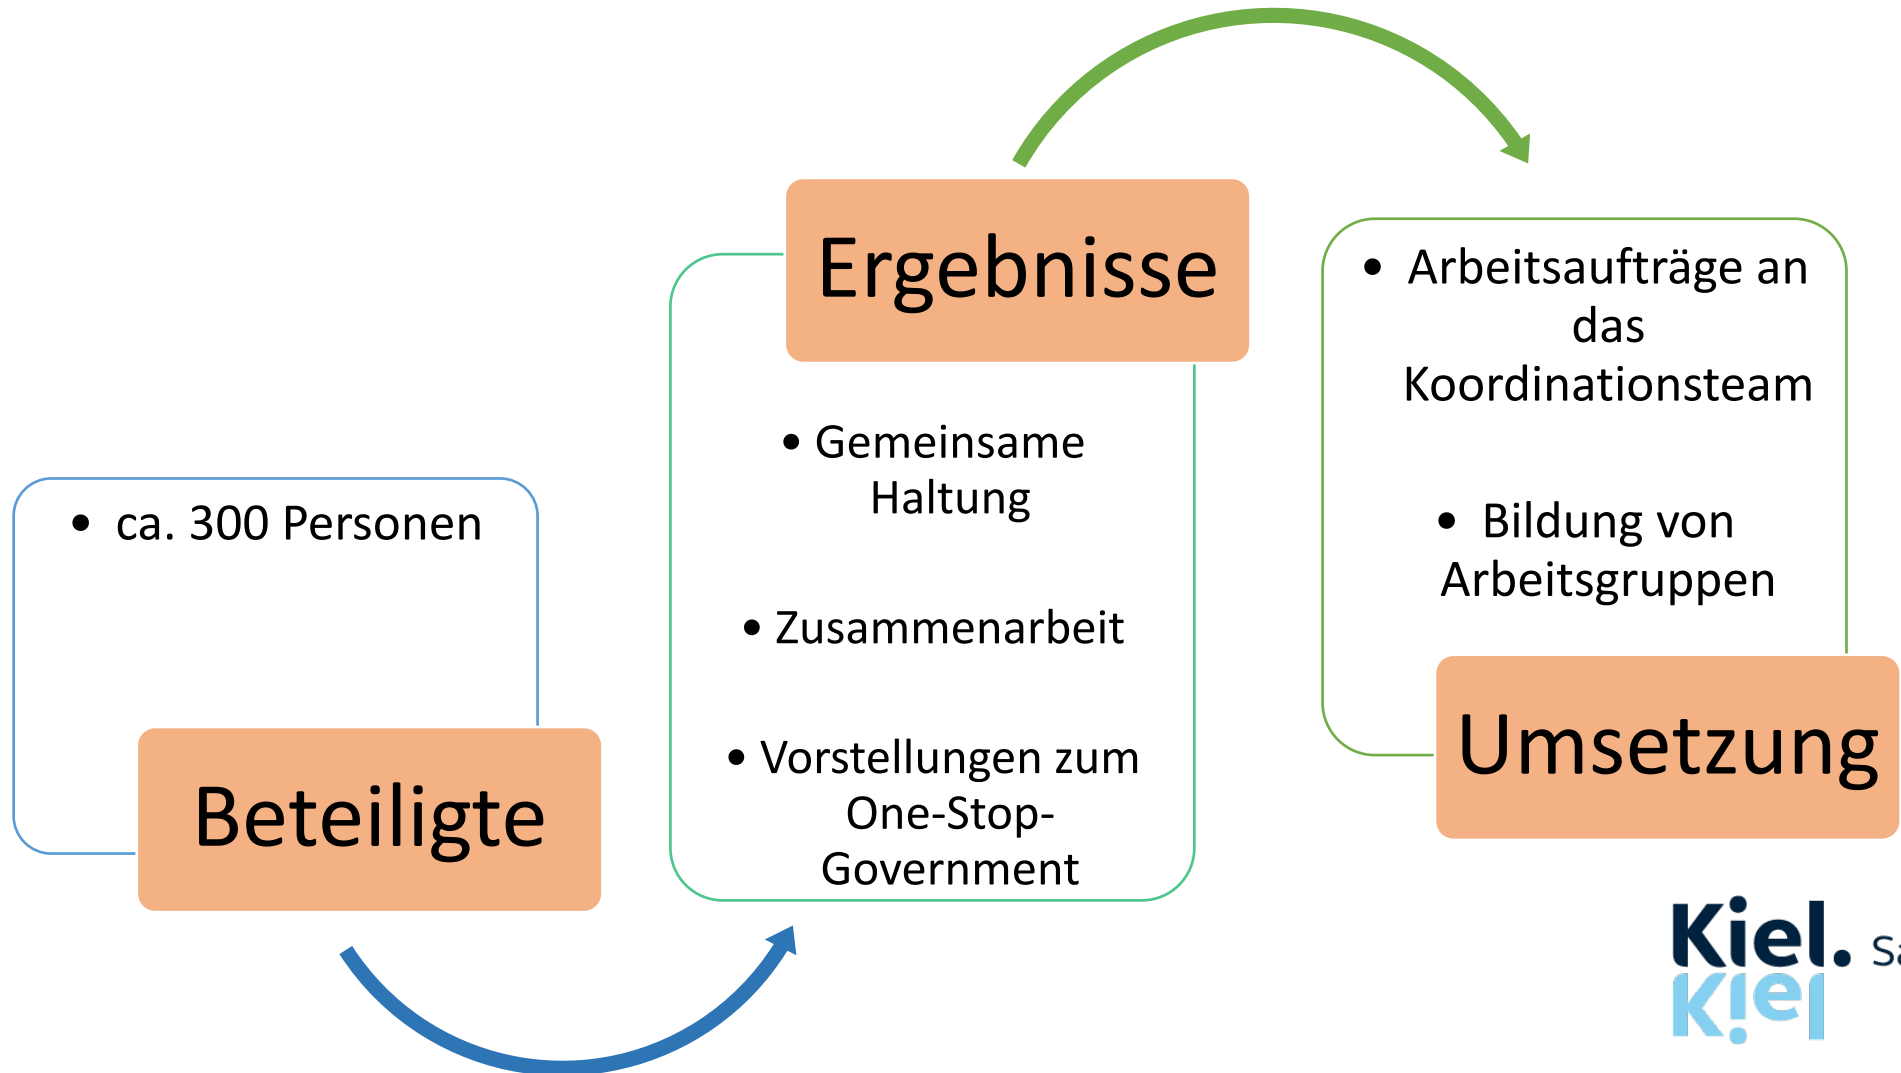 • ca. 300 Personen
Beteiligte
Ergebnisse
• Gemeinsame
Haltung
• Zusammenarbeit
• Vorstellungen zum
One-Stop-
Government
• Arbeitsaufträge an
das
Koordinationsteam
• Bildung von
Arbeitsgruppen
Umsetzung
Kiel.
Kiel